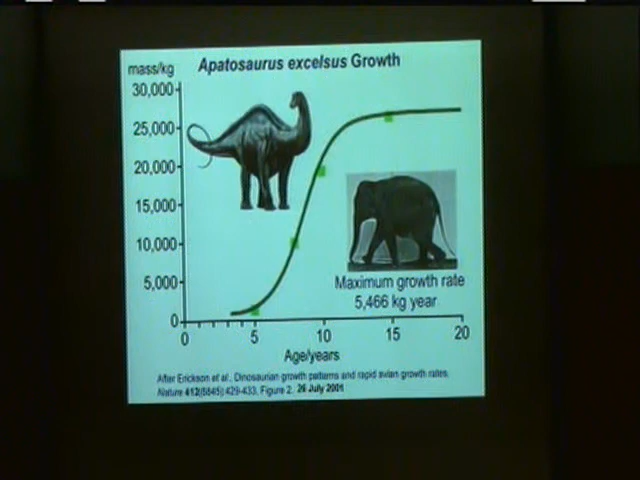 Apatosaurus excelsus Growth
mass/kg
30,000
25,000
20,000
15,000
10,000
5,000
0
0
5
10
15
20
Age/years
Maximum growth rate
5,466 kg year
After Erickson et al., Dinosaurian growth patterns and rapid avian growth rates.
Nature 412(6845):429-433, Figure 2. 26 July 2001